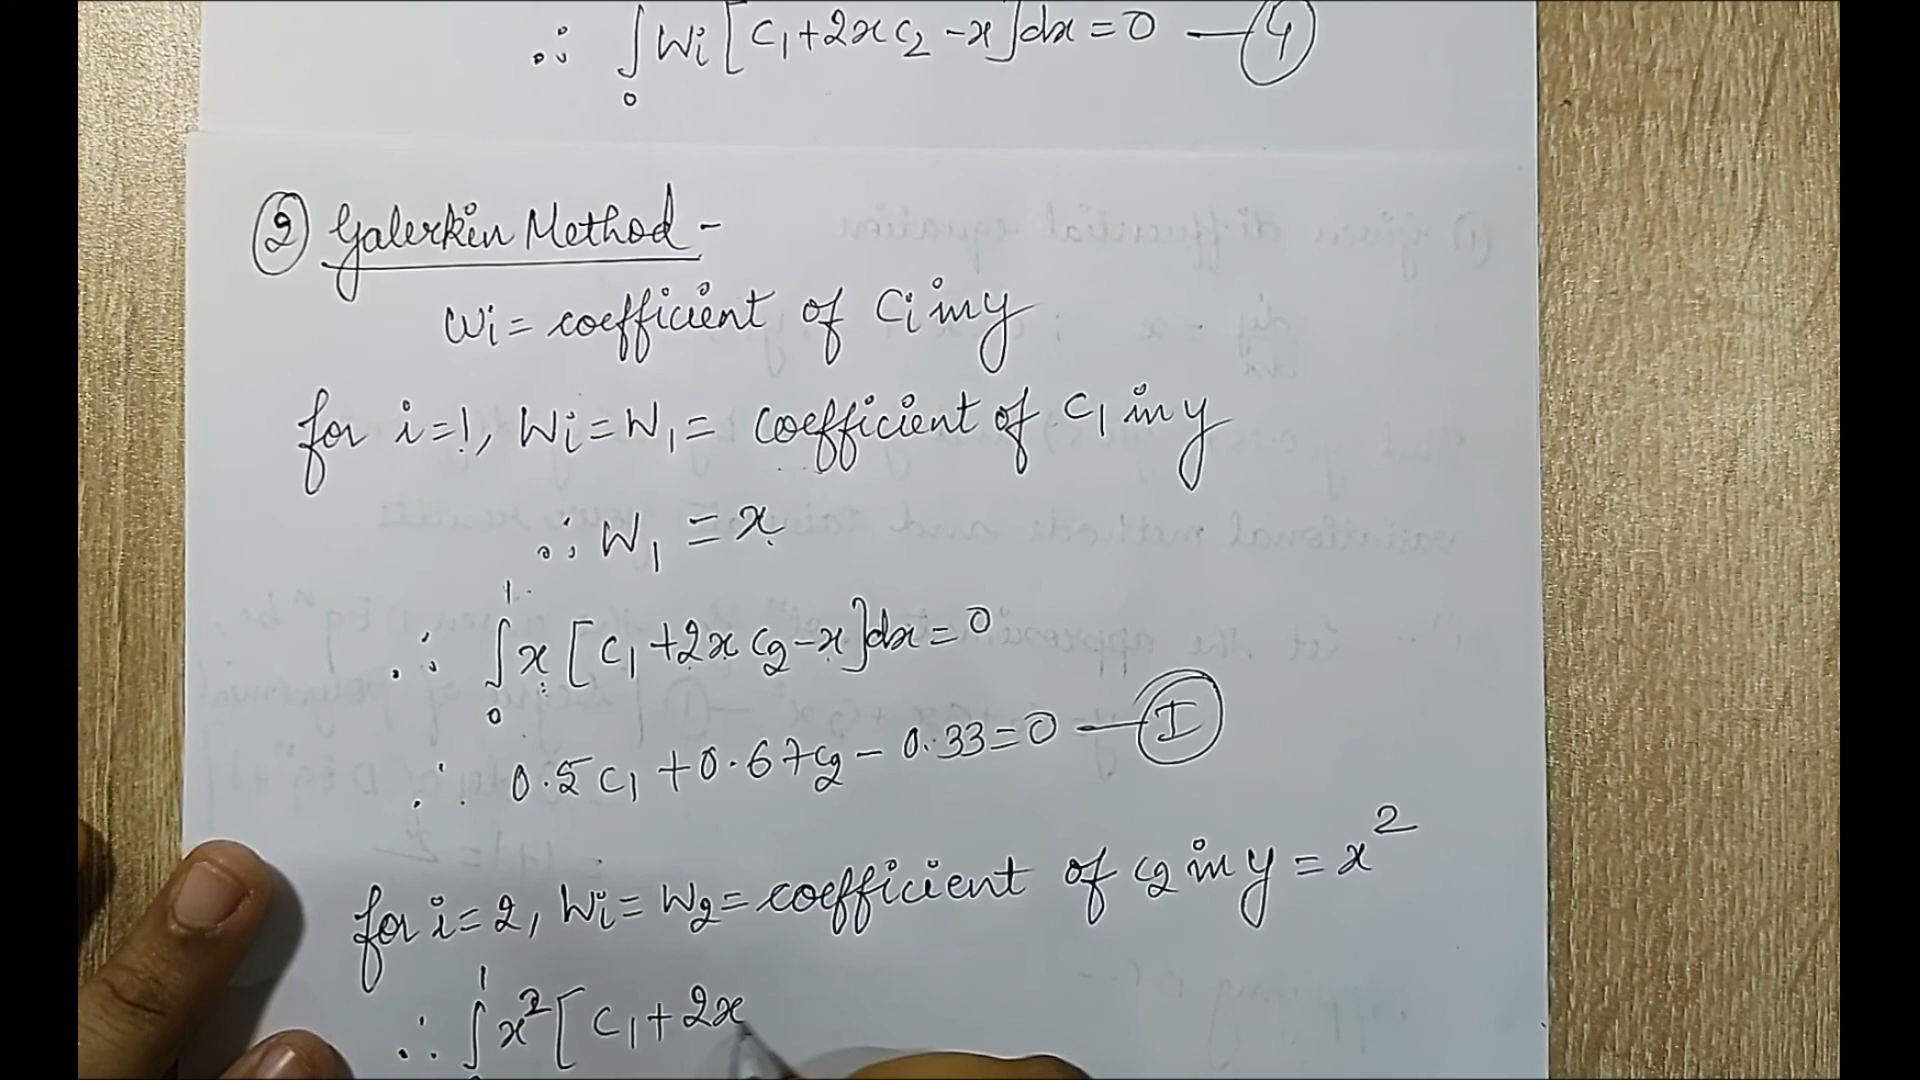 ∴ ∫₀ Wi [C₁+2x C₂ -x]dx = 0 —④
② Galerkin Method -
Wi = coefficient of Ci in y
for i=1, Wi=W₁= coefficient of C₁ in y
∴ W₁ = x
∴ ∫₀¹ x [C₁ +2x C₂-x]dx=0
∴ 0.5C₁ +0.67C₂ - 0.33=0 —Ⓘ
for i=2, Wi=W₂=coefficient of C₂ in y = x²
∴ ∫₀¹ x² [C₁+2x